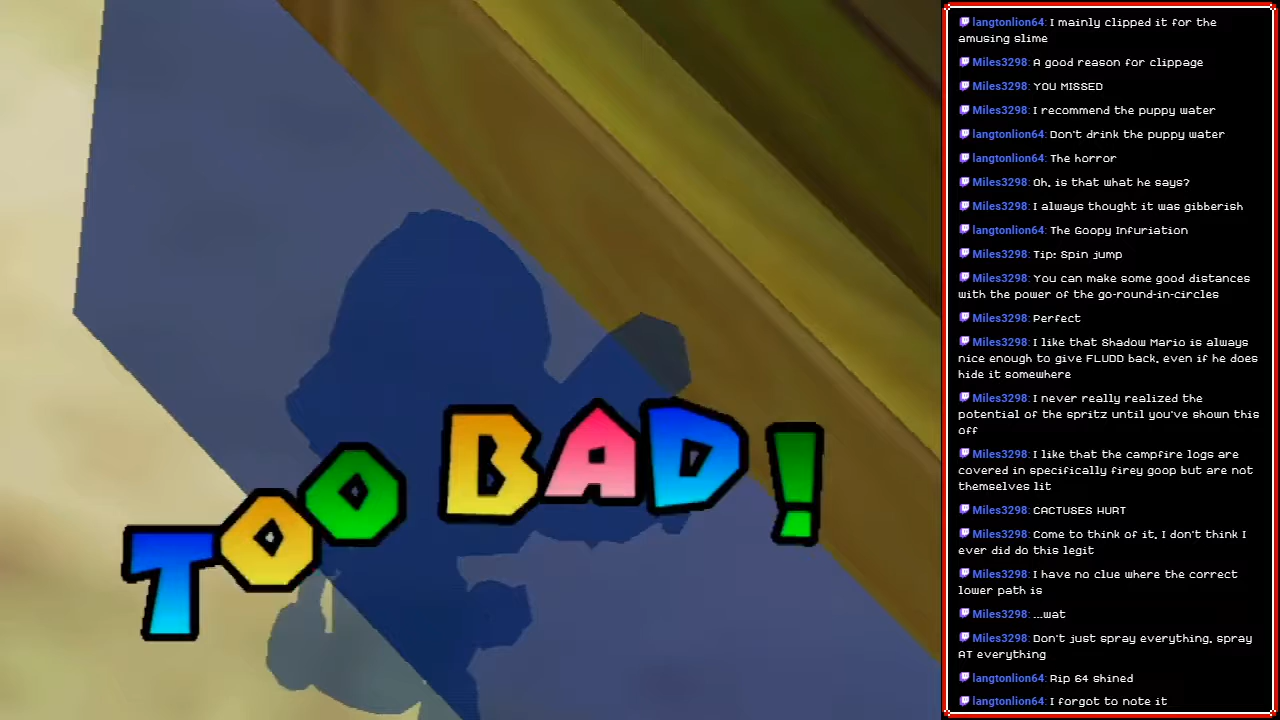 TOO BAD!
langtonlion64: I mainly clipped it for the
amusing slime
Miles3298: A good reason for clippage
Miles3298: YOU MISSED
Miles3298: I recommend the puppy water
langtonlion64: Don't drink the puppy water
langtonlion64: The horror
Miles3298: Oh, is that what he says?
Miles3298: I always thought it was gibberish
langtonlion64: The Goopy Infuriation
Miles3298: Tip: Spin jump
Miles3298: You can make some good distances
with the power of the go-round-in-circles
Miles3298: Perfect
Miles3298: I like that Shadow Mario is always
nice enough to give FLUDD back, even if he does
hide it somewhere
Miles3298: I never really realized the
potential of the spritz until you've shown this
off
Miles3298: I like that the campfire logs are
covered in specifically firey goop but are not
themselves lit
Miles3298: CACTUSES HURT
Miles3298: Come to think of it, I don't think I
ever did do this legit
Miles3298: I have no clue where the correct
lower path is
Miles3298: ...wat
Miles3298: Don't just spray everything, spray
AT everything
langtonlion64: Rip 64 shined
langtonlion64: I forgot to note it